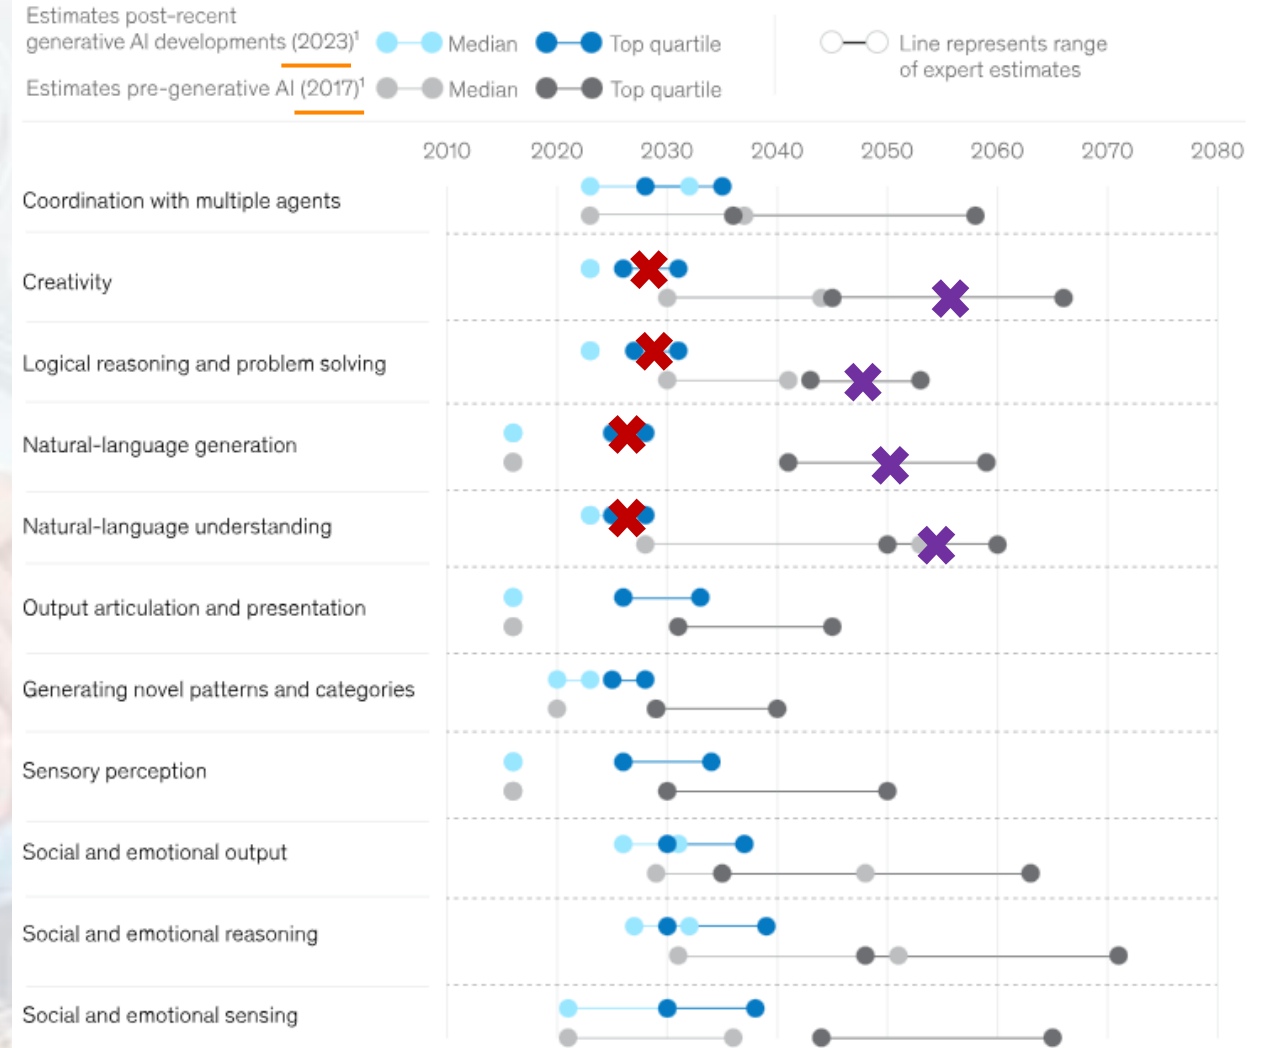 Estimates post-recent
generative AI developments (2023)¹
Median
Top quartile
Line represents range
of expert estimates
Estimates pre-generative AI (2017)¹
Median
Top quartile
2010 2020 2030 2040 2050 2060 2070 2080
Coordination with multiple agents
Creativity
Logical reasoning and problem solving
Natural-language generation
Natural-language understanding
Output articulation and presentation
Generating novel patterns and categories
Sensory perception
Social and emotional output
Social and emotional reasoning
Social and emotional sensing